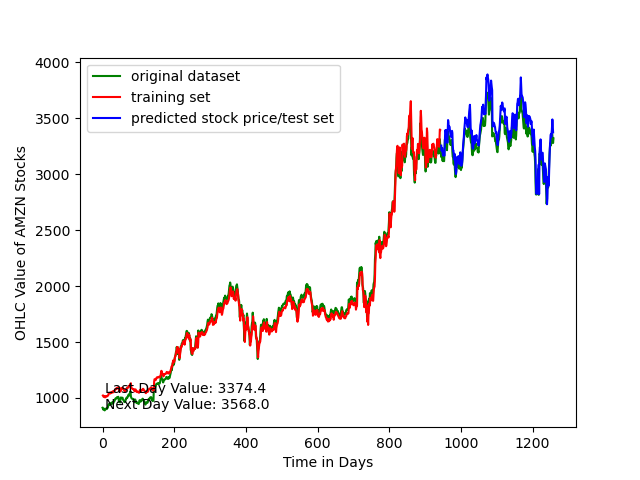 original dataset
training set
predicted stock price/test set
4000
3500
3000
2500
2000
1500
1000
OHLC Value of AMZN Stocks
Last Day Value: 3374.4
Next Day Value: 3568.0
0
200
400
600
800
1000
1200
Time in Days